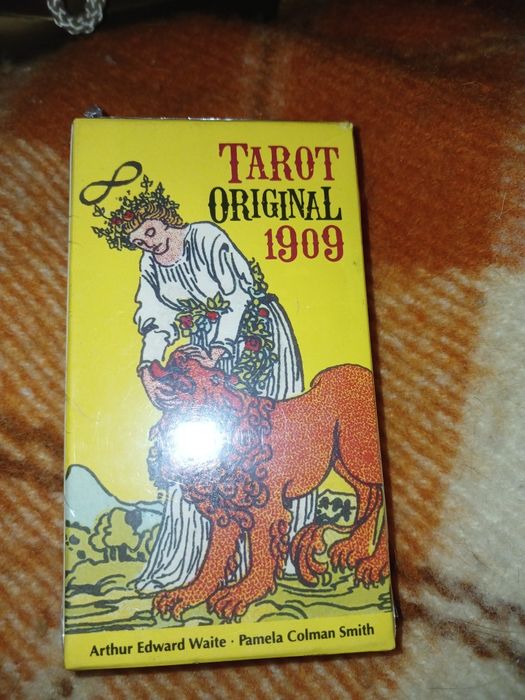 TAROT
ORIGINAL
1909
Arthur Edward Waite · Pamela Colman Smith